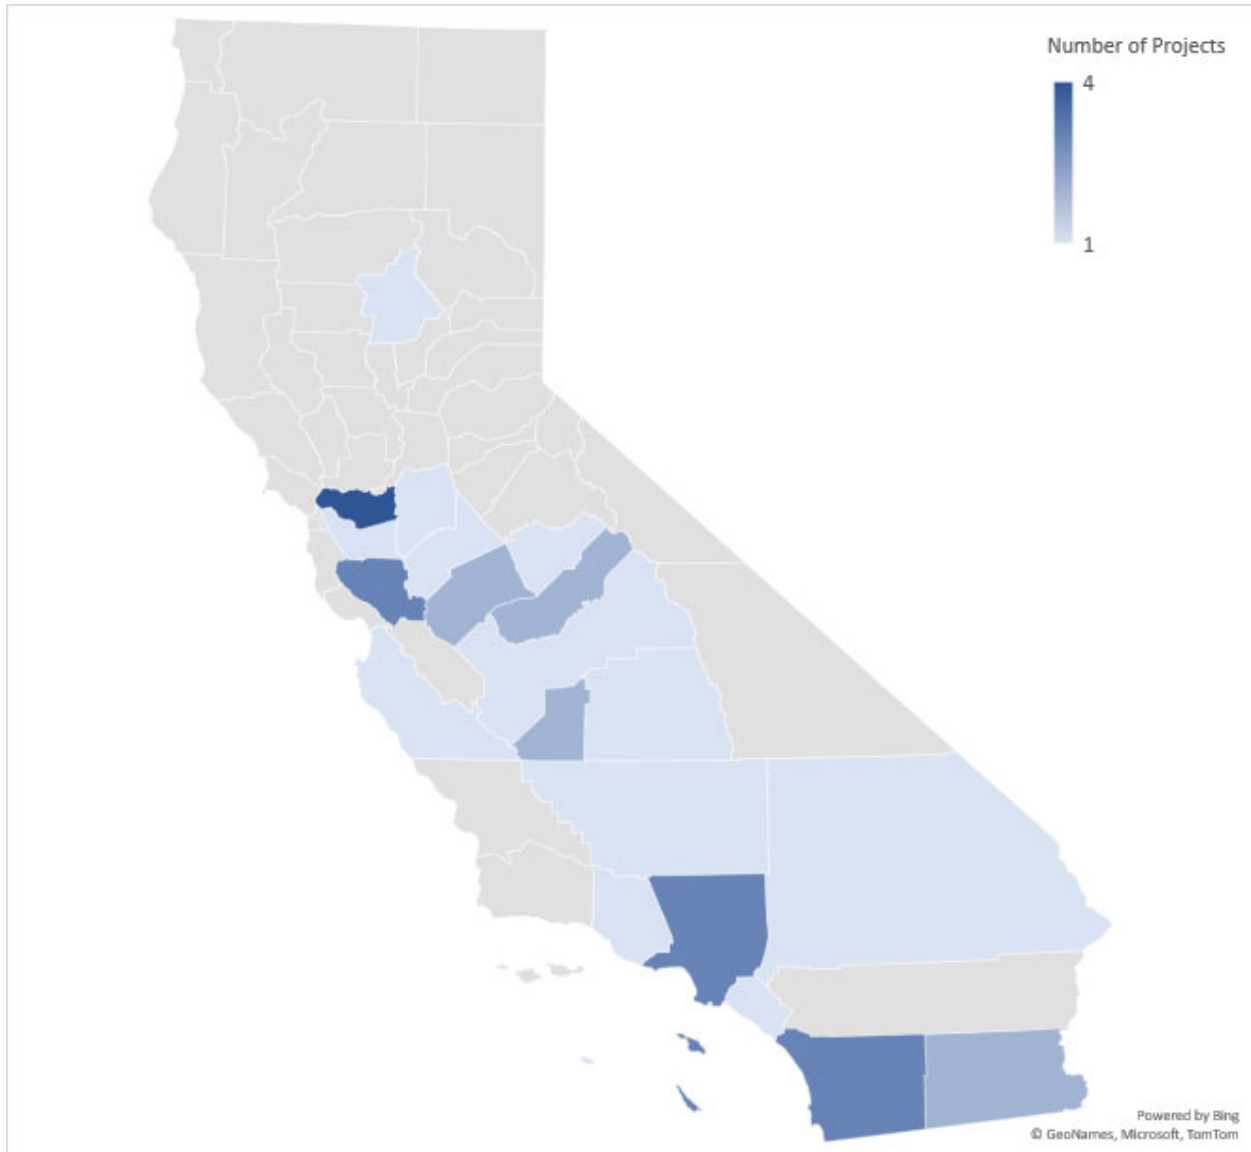 Number of Projects
4
1
Powered by Bing
© GeoNames, Microsoft, TomTom